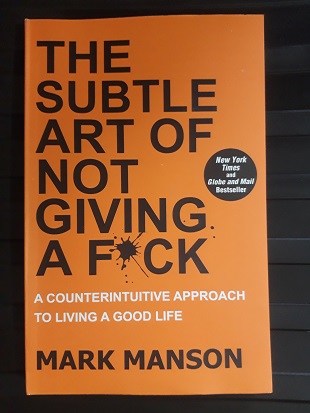 THE
SUBTLE
ART OF
NOT
GIVING
A F*CK
New York
Times
and
Globe and Mail
Bestseller
A COUNTERINTUITIVE APPROACH
TO LIVING A GOOD LIFE
MARK MANSON